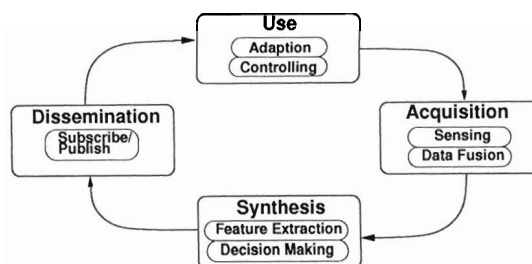 Use
Adaption
Controlling
Dissemination
Subscribe/
Publish
Acquisition
Sensing
Data Fusion
Synthesis
Feature Extraction
Decision Making